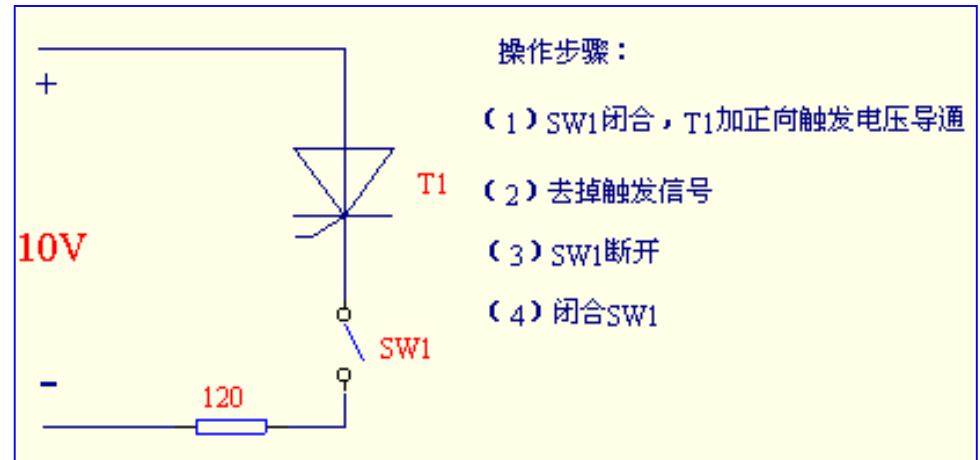 操作步骤：
+
（1）SW1闭合，T1加正向触发电压导通
T1
（2）去掉触发信号
10V
（3）SW1断开
（4）闭合SW1
SW1
-
120